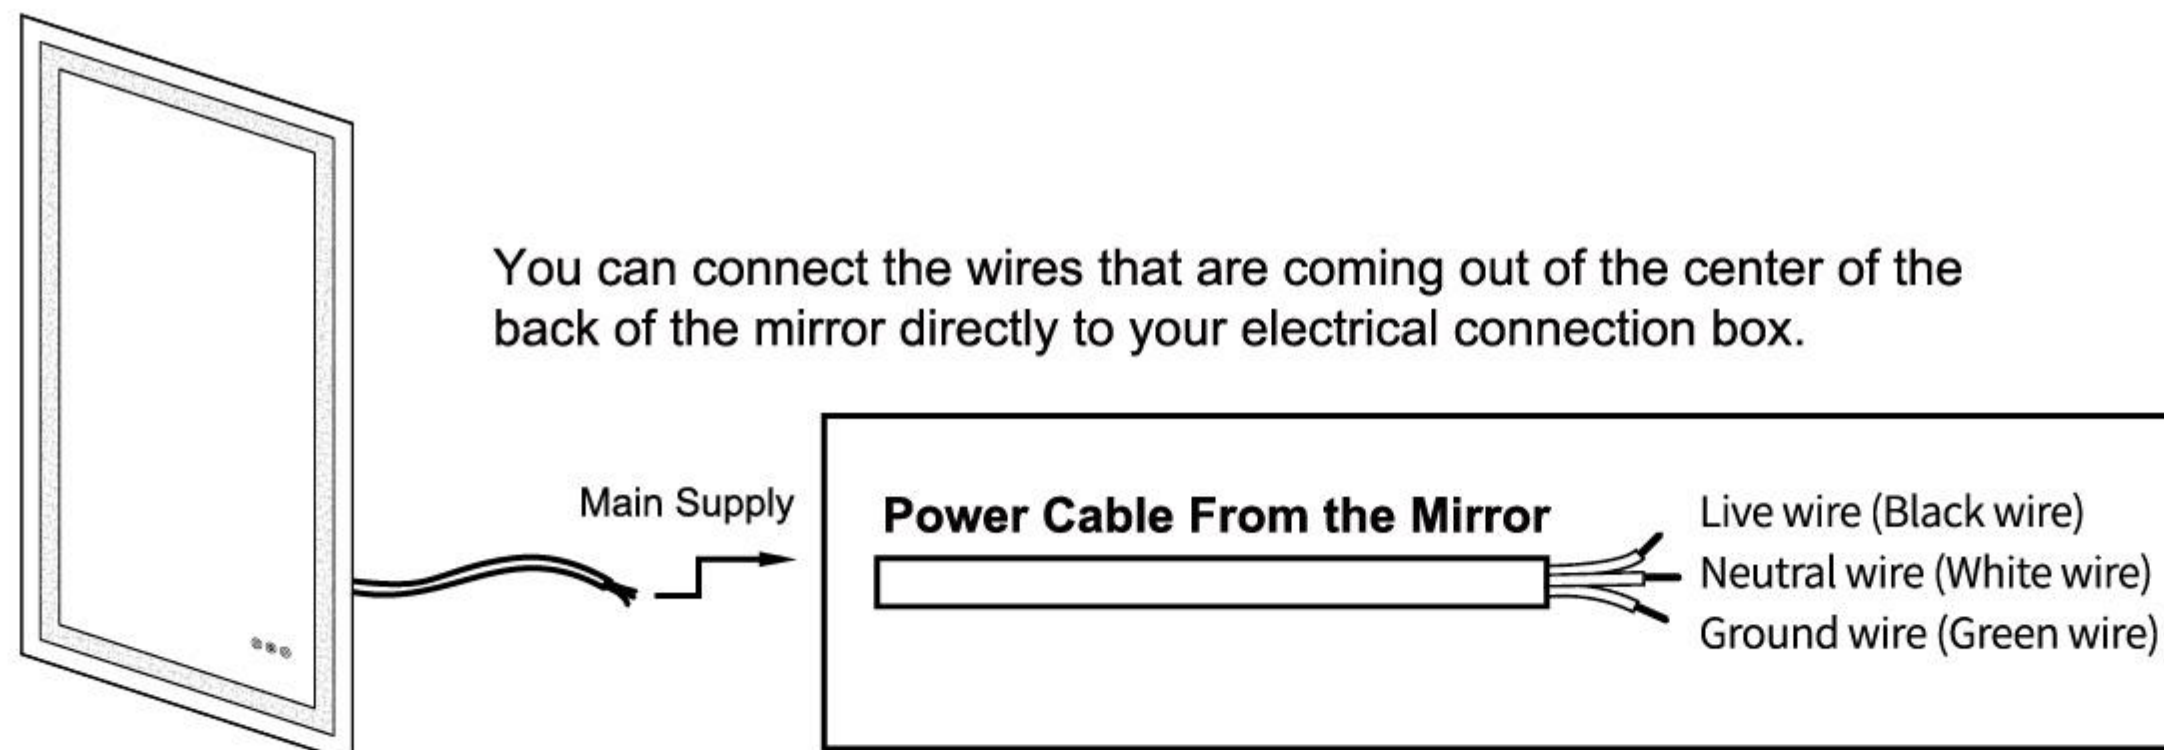 You can connect the wires that are coming out of the center of the
back of the mirror directly to your electrical connection box.
Main Supply
Power Cable From the Mirror
Live wire (Black wire)
Neutral wire (White wire)
Ground wire (Green wire)